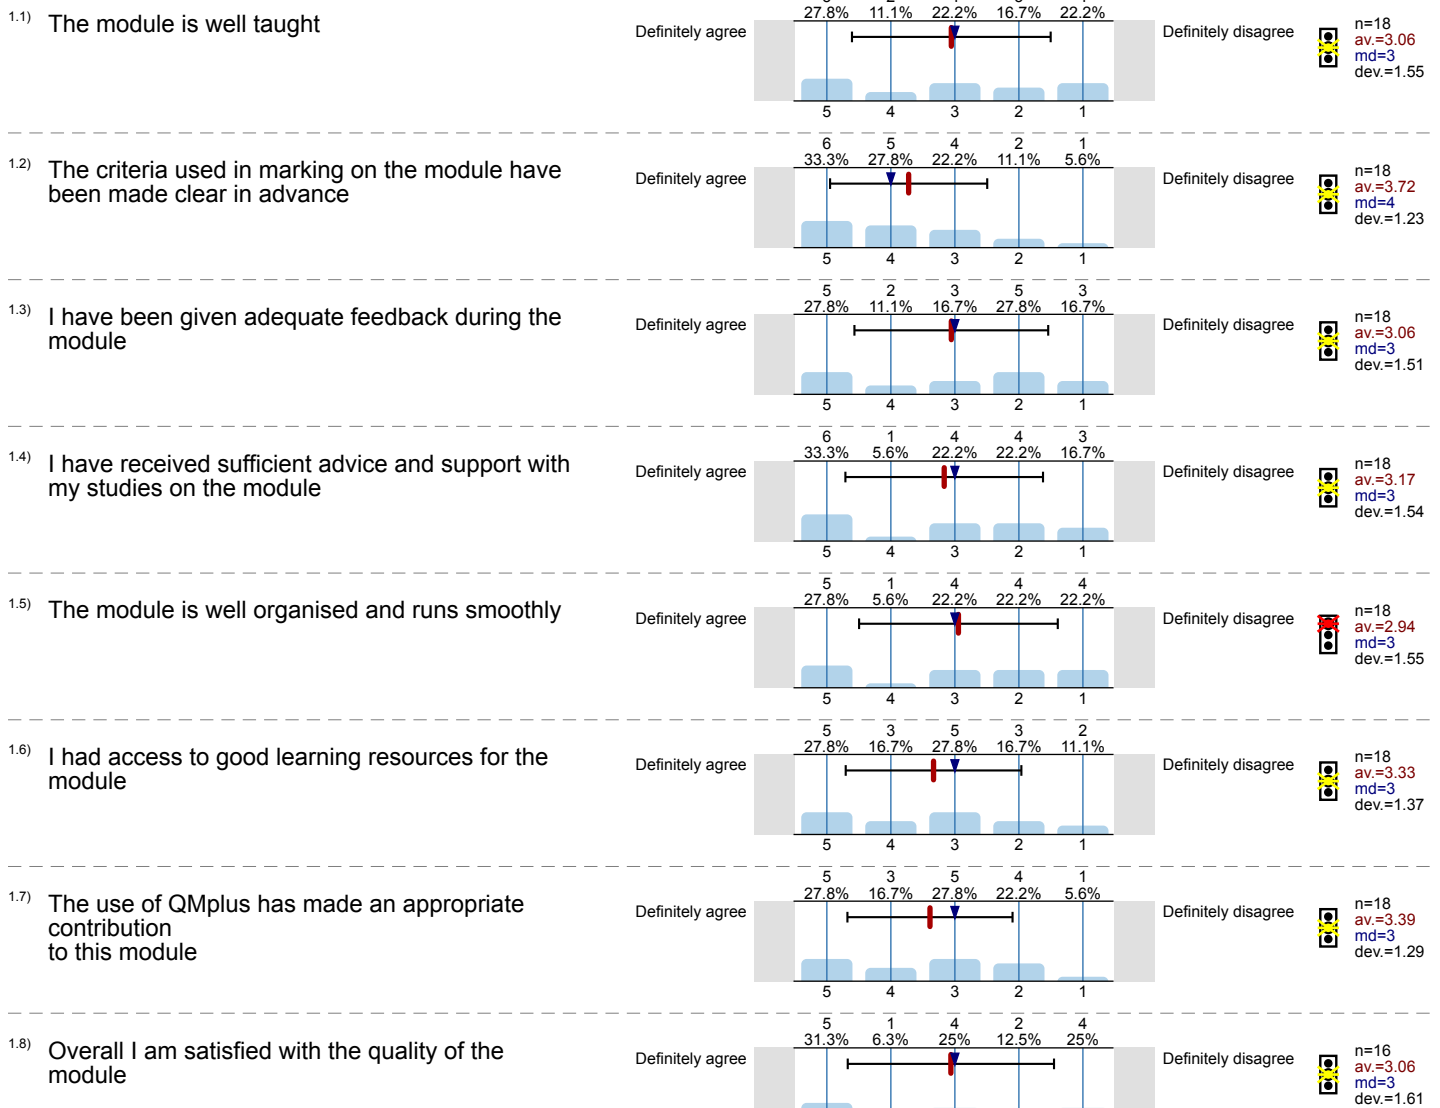 27.8% 11.1% 22.2% 16.7% 22.2%
1.1) The module is well taught
Definitely agree
Definitely disagree
n=18
av.=3.06
md=3
dev.=1.55
5 4 3 2 1
6 5 4 2 1
33.3% 27.8% 22.2% 11.1% 5.6%
1.2) The criteria used in marking on the module have
been made clear in advance
Definitely agree
Definitely disagree
n=18
av.=3.72
md=4
dev.=1.23
5 4 3 2 1
5 2 3 5 3
27.8% 11.1% 16.7% 27.8% 16.7%
1.3) I have been given adequate feedback during the
module
Definitely agree
Definitely disagree
n=18
av.=3.06
md=3
dev.=1.51
5 4 3 2 1
6 1 4 4 3
33.3% 5.6% 22.2% 22.2% 16.7%
1.4) I have received sufficient advice and support with
my studies on the module
Definitely agree
Definitely disagree
n=18
av.=3.17
md=3
dev.=1.54
5 4 3 2 1
5 1 4 4 4
27.8% 5.6% 22.2% 22.2% 22.2%
1.5) The module is well organised and runs smoothly
Definitely agree
Definitely disagree
n=18
av.=2.94
md=3
dev.=1.55
5 4 3 2 1
5 3 5 3 2
27.8% 16.7% 27.8% 16.7% 11.1%
1.6) I had access to good learning resources for the
module
Definitely agree
Definitely disagree
n=18
av.=3.33
md=3
dev.=1.37
5 4 3 2 1
5 3 5 4 1
27.8% 16.7% 27.8% 22.2% 5.6%
1.7) The use of QMplus has made an appropriate
contribution
to this module
Definitely agree
Definitely disagree
n=18
av.=3.39
md=3
dev.=1.29
5 4 3 2 1
5 1 4 2 4
31.3% 6.3% 25% 12.5% 25%
1.8) Overall I am satisfied with the quality of the
module
Definitely agree
Definitely disagree
n=16
av.=3.06
md=3
dev.=1.61